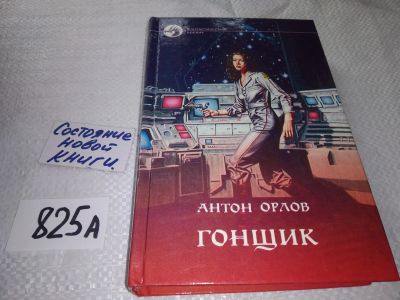 Состояние
новой
книги.
825А
АНТОН ОРЛОВ
ГОНЩИК